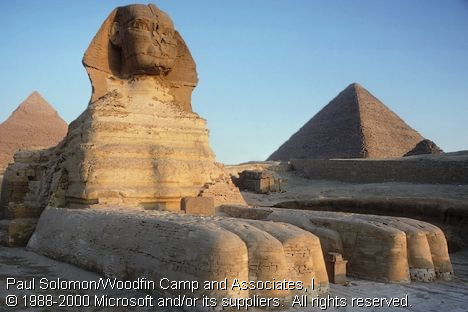 Paul Solomon/Woodfin Camp and Associates, I
© 1988-2000 Microsoft and/or its suppliers. All rights reserved.